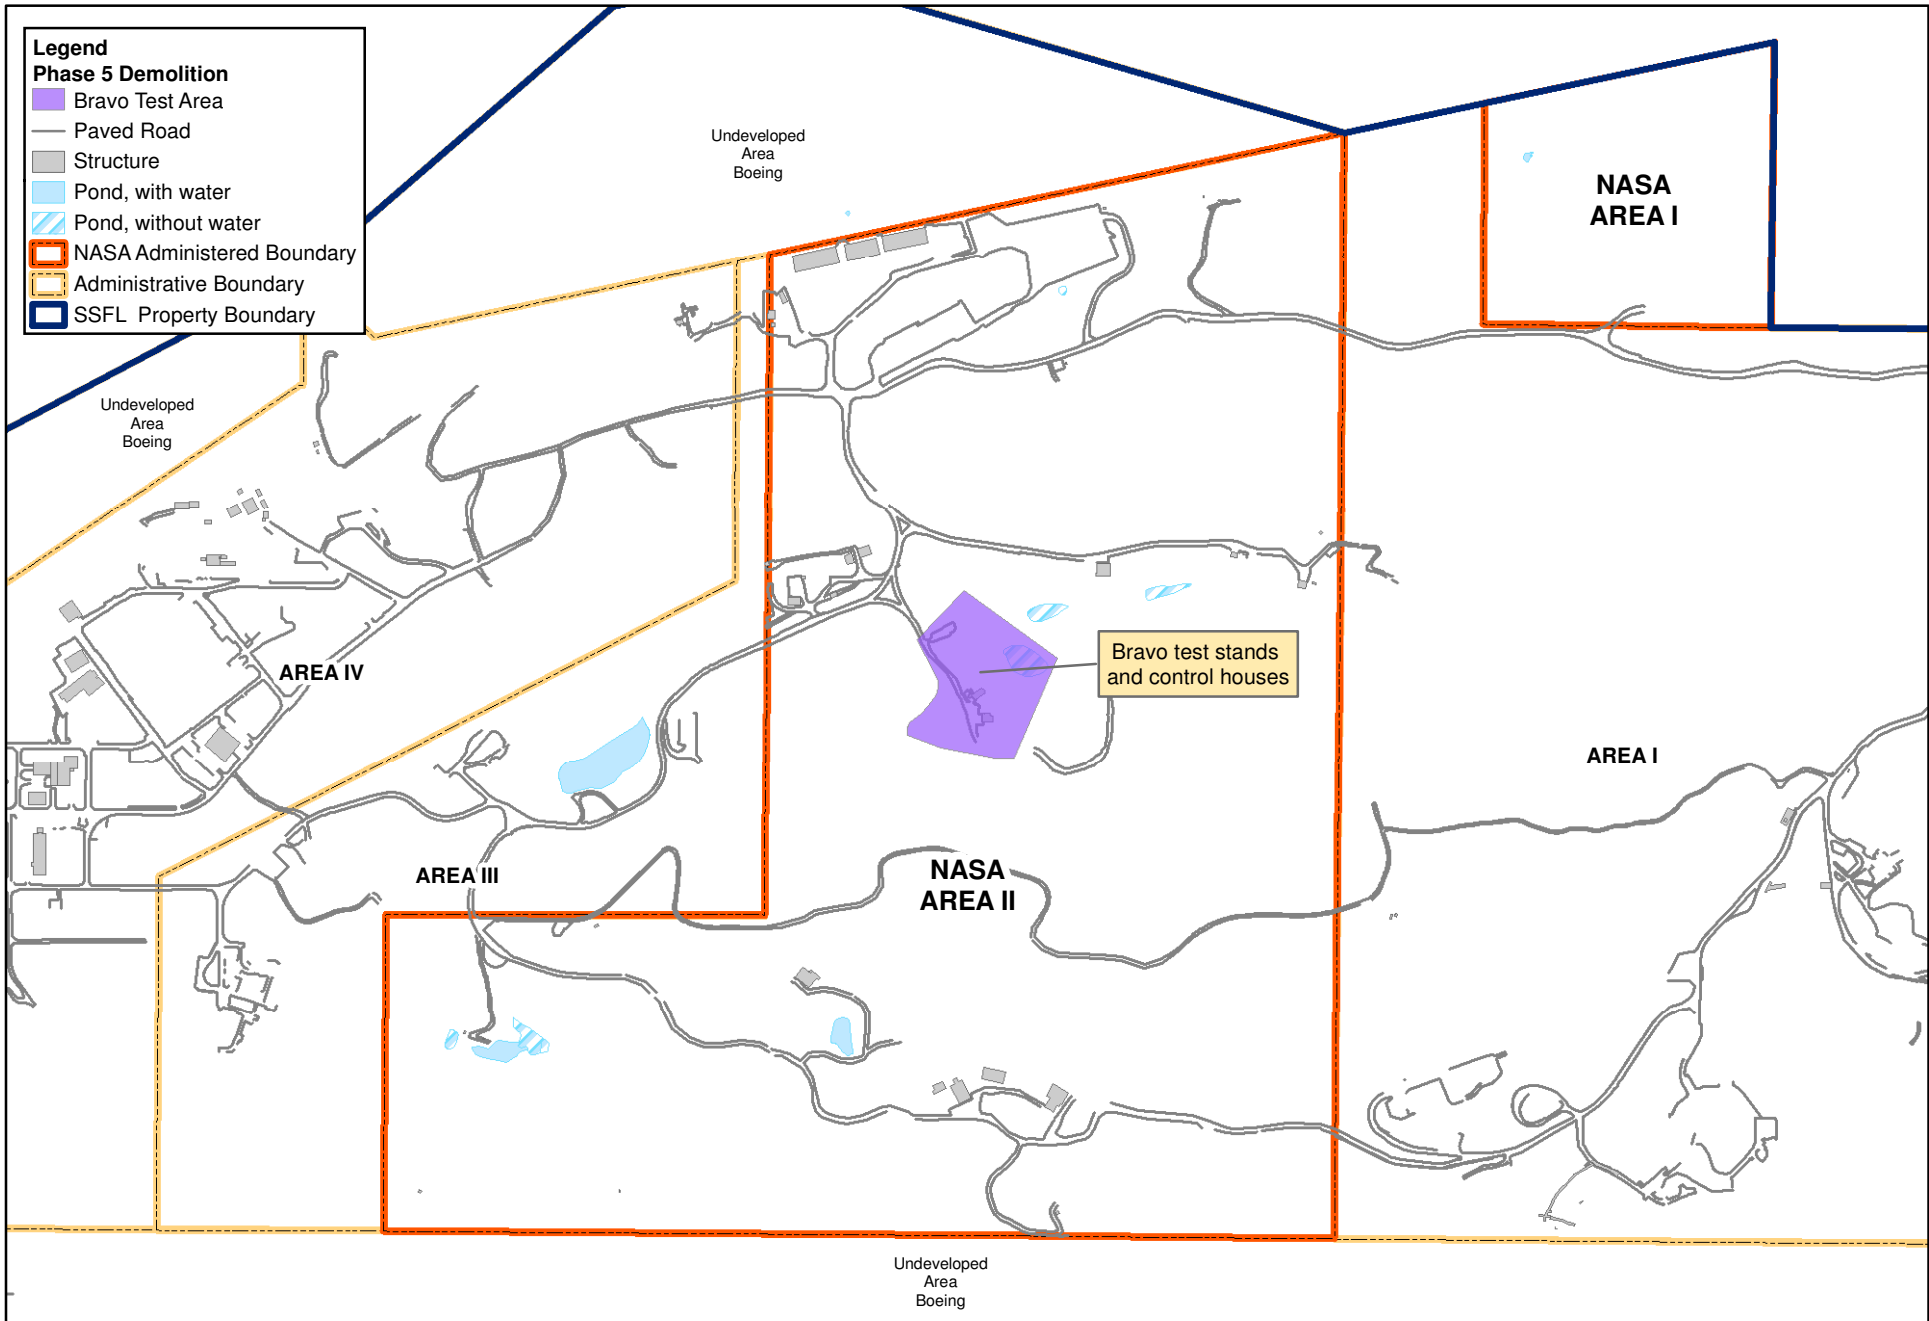 Legend
Phase 5 Demolition
Bravo Test Area
Paved Road
Structure
Pond, with water
Pond, without water
NASA Administered Boundary
Administrative Boundary
SSFL Property Boundary
Undeveloped
Area
Boeing
NASA
AREA I
Undeveloped
Area
Boeing
Bravo test stands
and control houses
AREA IV
AREA I
AREA III
NASA
AREA II
Undeveloped
Area
Boeing